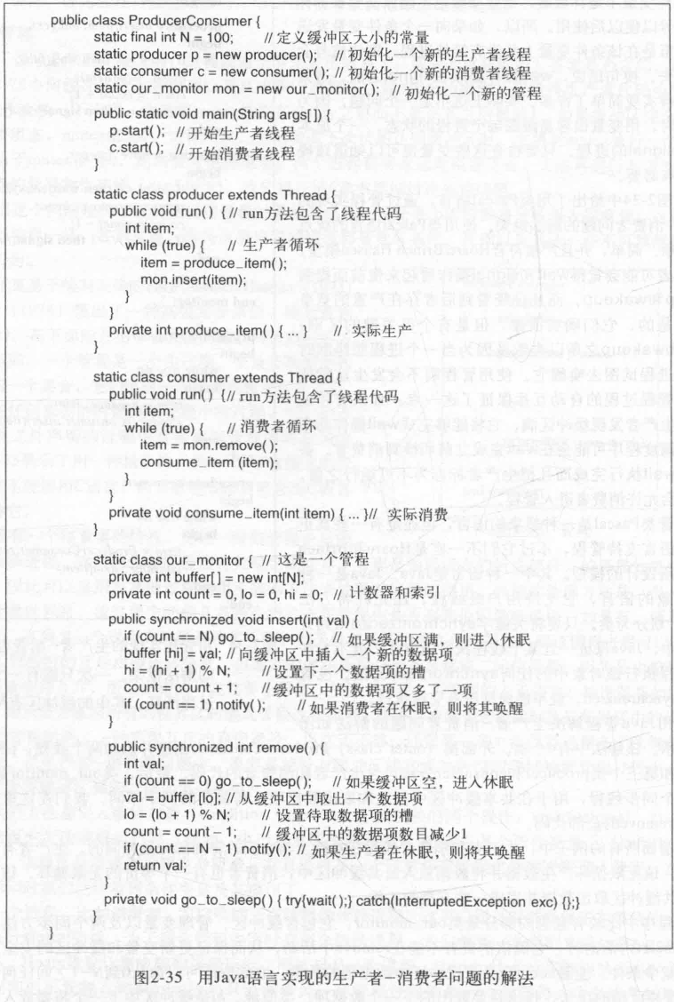 public class ProducerConsumer {
static final int N = 100; // 定义缓冲区大小的常量
static producer p = new producer(); // 初始化一个新的生产者线程
static consumer c = new consumer(); // 初始化一个新的消费者线程
static our_monitor mon = new our_monitor(); // 初始化一个新的管程
public static void main(String args[ ]) {
p.start(); // 开始生产者线程
c.start(); // 开始消费者线程
}
static class producer extends Thread {
public void run() { // run方法包含了线程代码
int item;
while (true) { // 生产者循环
item = produce_item();
mon.insert(item);
}
}
private int produce_item() { ... } // 实际生产
}
static class consumer extends Thread {
public void run() { // run方法包含了线程代码
int item;
while (true) { // 消费者循环
item = mon.remove();
consume_item (item);
}
}
private void consume_item(int item) { ... }// 实际消费
}
static class our_monitor { // 这是一个管程
private int buffer[ ] = new int[N];
private int count = 0, lo = 0, hi = 0; // 计数器和索引
public synchronized void insert(int val) {
if (count == N) go_to_sleep(); // 如果缓冲区满，则进入休眠
buffer [hi] = val; // 向缓冲区中插入一个新的数据项
hi = (hi + 1) % N; // 设置下一个数据项的槽
count = count + 1; // 缓冲区中的数据项又多了一项
if (count == 1) notify(); // 如果消费者在休眠，则将其唤醒
}
public synchronized int remove() {
int val;
if (count == 0) go_to_sleep(); // 如果缓冲区空，进入休眠
val = buffer [lo]; // 从缓冲区中取出一个数据项
lo = (lo + 1) % N; // 设置待取数据项的槽
count = count - 1; // 缓冲区中的数据项数目减少1
if (count == N - 1) notify(); // 如果生产者在休眠，则将其唤醒
return val;
}
private void go_to_sleep() { try{wait();} catch(InterruptedException exc) {};}
}
}
图2-35 用Java语言实现的生产者-消费者问题的解法